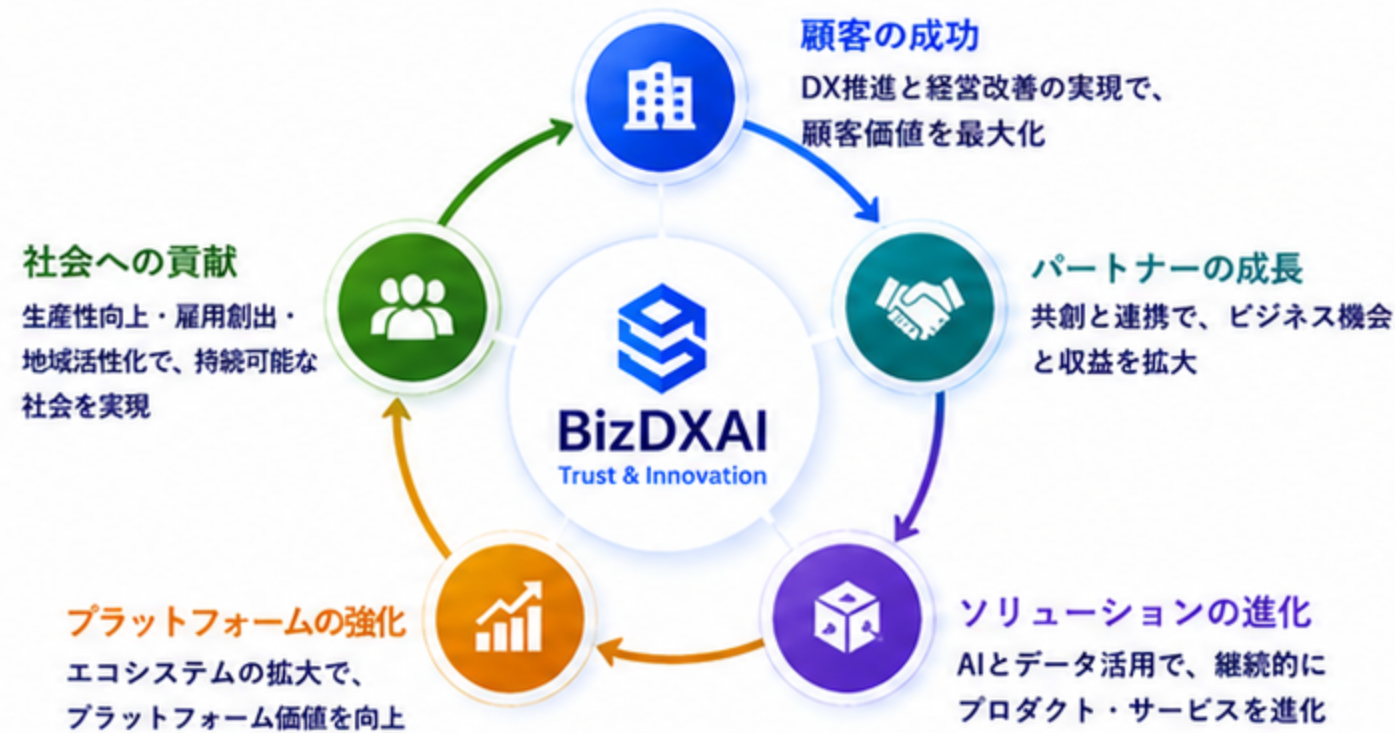 顧客の成功
DX推進と経営改善の実現で、
顧客価値を最大化
パートナーの成長
共創と連携で、ビジネス機会
と収益を拡大
ソリューションの進化
AIとデータ活用で、継続的に
プロダクト・サービスを進化
プラットフォームの強化
エコシステムの拡大で、
プラットフォーム価値を向上
社会への貢献
生産性向上・雇用創出・
地域活性化で、持続可能な
社会を実現
BizDXAI
Trust & Innovation